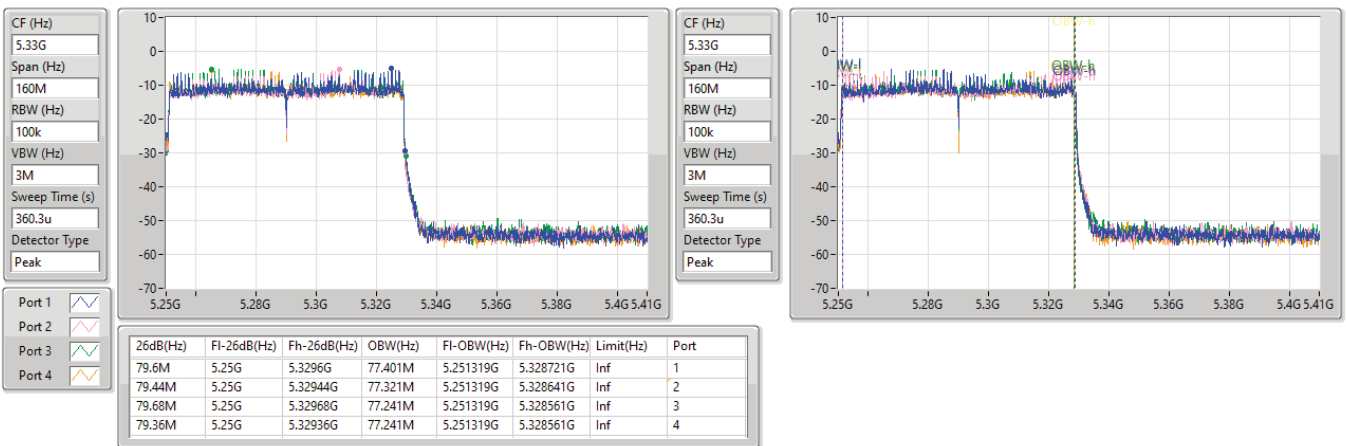 CF (Hz)
5.33G
Span (Hz)
160M
RBW (Hz)
100k
VBW (Hz)
3M
Sweep Time (s)
360.3u
Detector Type
Peak
10-
0-
-10-
-20-
-30-
-40-
-50-
-60-
-70-
5.25G 5.28G 5.3G 5.32G 5.34G 5.36G 5.38G 5.4G 5.41G
CF (Hz)
5.33G
Span (Hz)
160M
RBW (Hz)
100k
VBW (Hz)
3M
Sweep Time (s)
360.3u
Detector Type
Peak
10-
0-
-10-
-20-
-30-
-40-
-50-
-60-
-70-
OBW-h
W-l
OBW-h
5.25G 5.28G 5.3G 5.32G 5.34G 5.36G 5.38G 5.4G 5.41G
Port 1
Port 2
Port 3
Port 4
26dB(Hz) Fl-26dB(Hz) Fh-26dB(Hz) OBW(Hz) Fl-OBW(Hz) Fh-OBW(Hz) Limit(Hz) Port
79.6M 5.25G 5.3296G 77.401M 5.251319G 5.328721G Inf 1
79.44M 5.25G 5.32944G 77.321M 5.251319G 5.328641G Inf 2
79.68M 5.25G 5.32968G 77.241M 5.251319G 5.328561G Inf 3
79.36M 5.25G 5.32936G 77.241M 5.251319G 5.328561G Inf 4